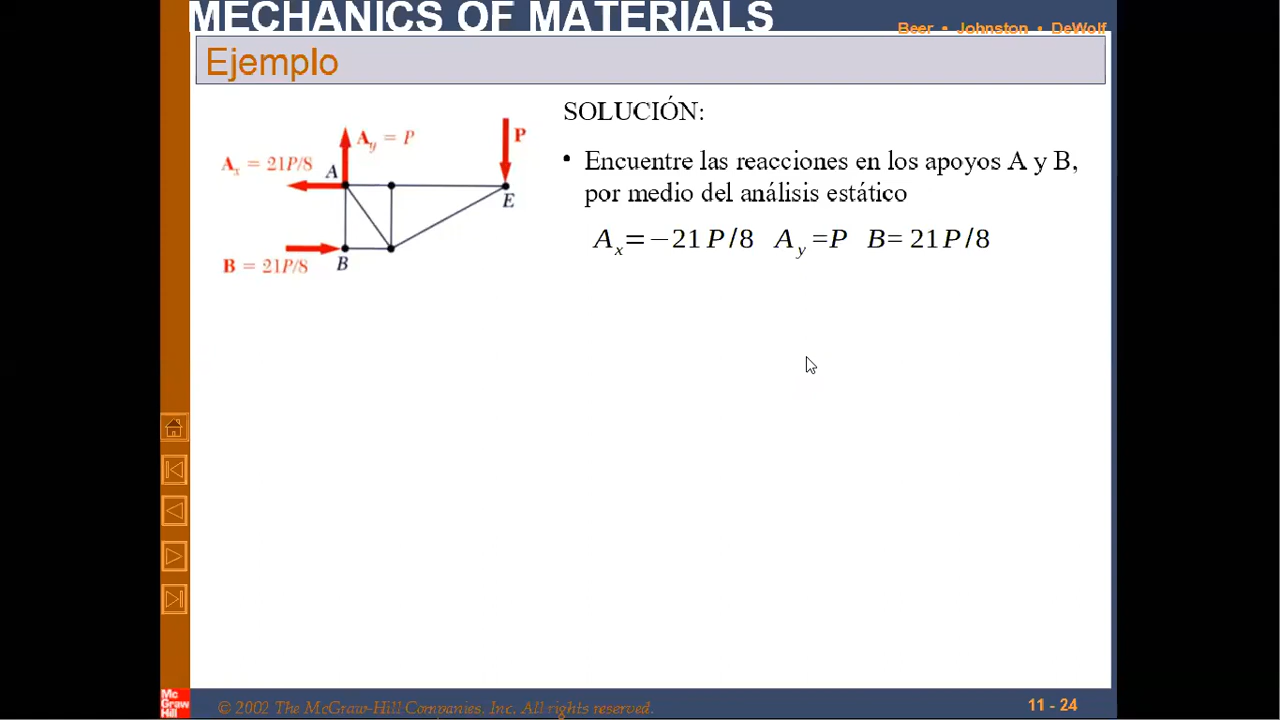 MECHANICS OF MATERIALS
Beer • Johnston • DeWolf
Ejemplo
SOLUCIÓN:
• Encuentre las reacciones en los apoyos A y B,
por medio del análisis estático
A_x=−21P/8 A_y=P B=21P/8
A_y = P
P
A_x = 21P/8
A
E
B = 21P/8
B
Mc
Graw
Hill
© 2002 The McGraw-Hill Companies, Inc. All rights reserved.
11 - 24